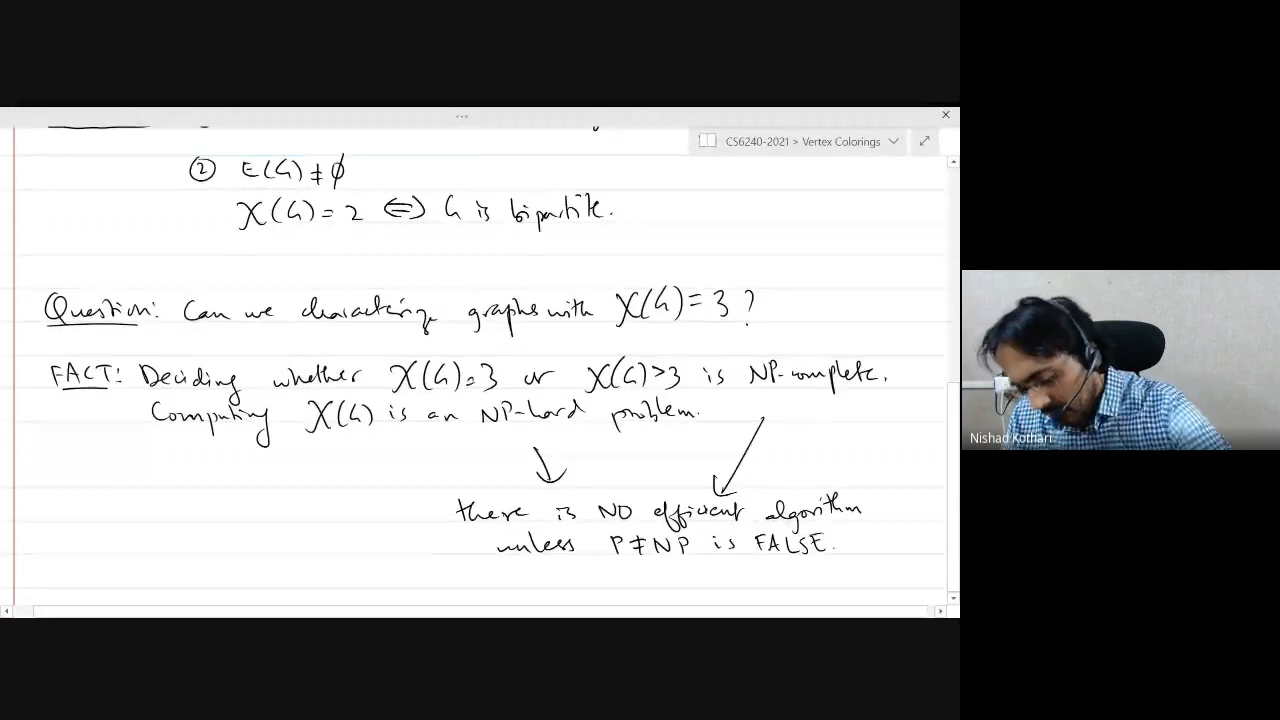 CS6240-2021 > Vertex Colorings
② E(G) ≠ ∅
χ(G) = 2 ⇔ G is bipartite.
Question: Can we characterize graphs with χ(G) = 3 ?
FACT: Deciding whether χ(G) = 3 or χ(G) > 3 is NP-complete.
Computing χ(G) is an NP-hard problem.
there is NO efficient algorithm
unless P ≠ NP is FALSE.
Nishad Kothari